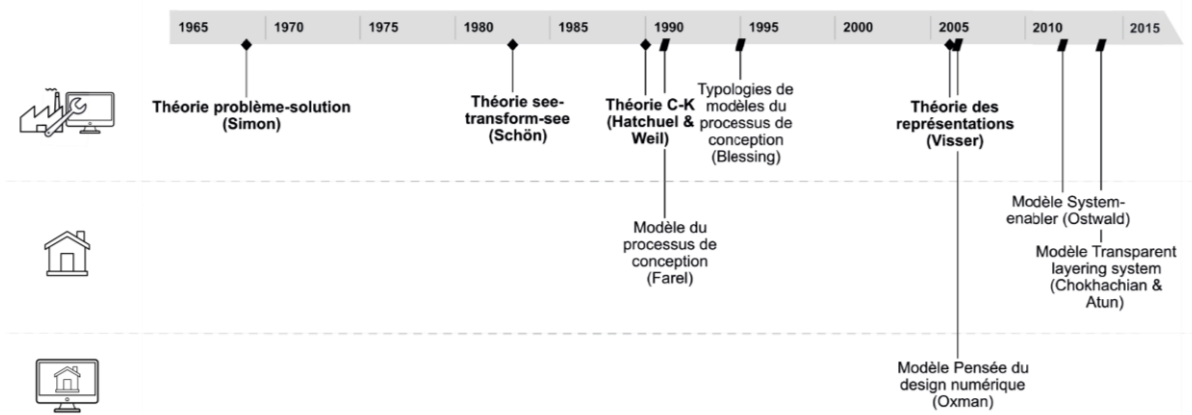 1965 1970 1975 1980 1985 1990 1995 2000 2005 2010 2015
Théorie problème-solution
(Simon)
Théorie see-
transform-see
(Schön)
Théorie C-K
(Hatchuel &
Weil)
Typologies de
modèles du
processus de
conception
(Blessing)
Théorie des
représentations
(Visser)
Modèle du
processus de
conception
(Farel)
Modèle System-
enabler (Ostwald)
Modèle Transparent
layering system
(Chokhachian &
Atun)
Modèle Pensée du
design numérique
(Oxman)